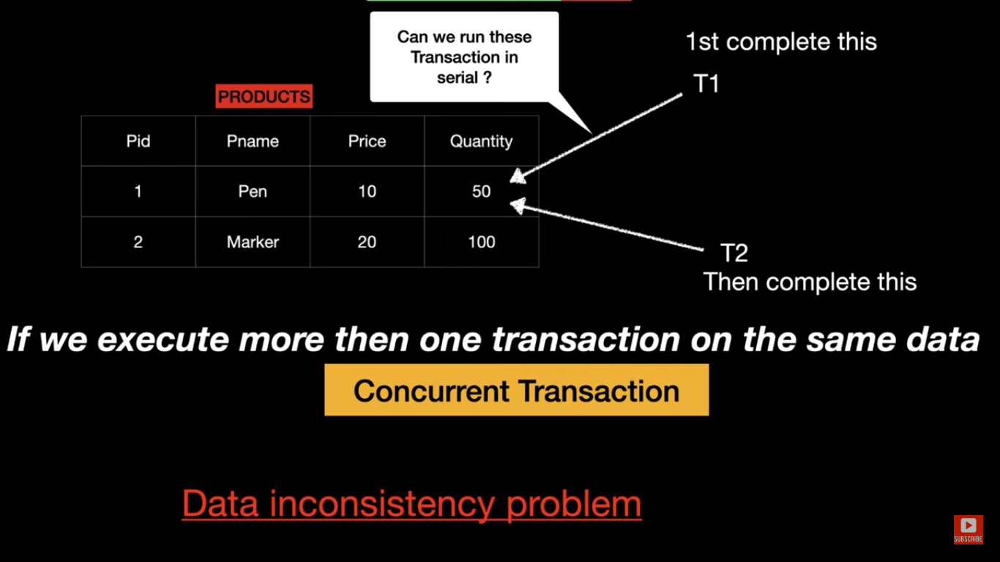 Can we run these
Transaction in
serial ?
1st complete this
T1
PRODUCTS
Pid Pname Price Quantity
1 Pen 10 50
2 Marker 20 100
T2
Then complete this
If we execute more then one transaction on the same data
Concurrent Transaction
Data inconsistency problem
SUBSCRIBE